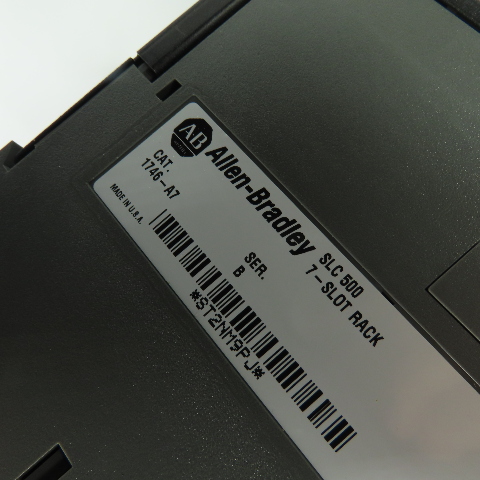 AB
Allen-Bradley
SLC 500
7-SLOT RACK
CAT.
1746-A7
SER.
B
MADE IN U.S.A.
*ST2NM9PJ*